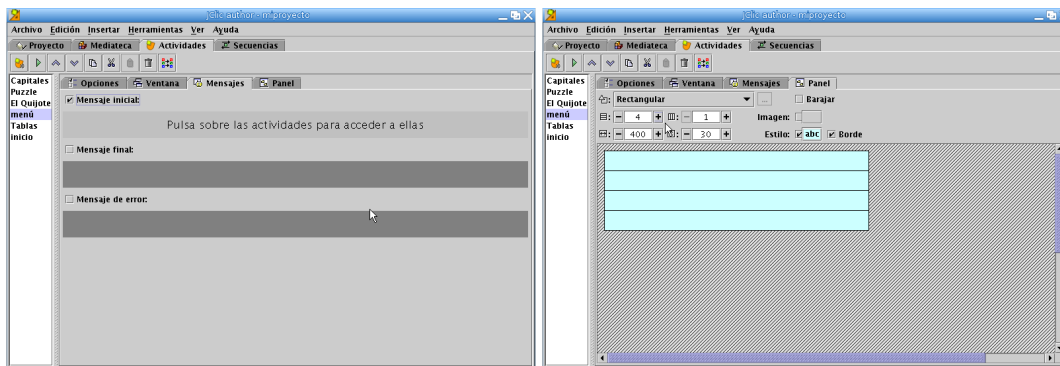 JClic author - miproyecto
Archivo Edición Insertar Herramientas Ver Ayuda
Proyecto Mediateca Actividades Secuencias
Capitales
Puzzle
El Quijote
menú
Tablas
inicio
Opciones Ventana Mensajes Panel
Mensaje inicial:
Pulsa sobre las actividades para acceder a ellas
Mensaje final:
Mensaje de error:
JClic author - miproyecto
Archivo Edición Insertar Herramientas Ver Ayuda
Proyecto Mediateca Actividades Secuencias
Capitales
Puzzle
El Quijote
menú
Tablas
inicio
Opciones Ventana Mensajes Panel
Rectangular ... Barajar
4 1 Imagen:
400 30 Estilo: abc Borde